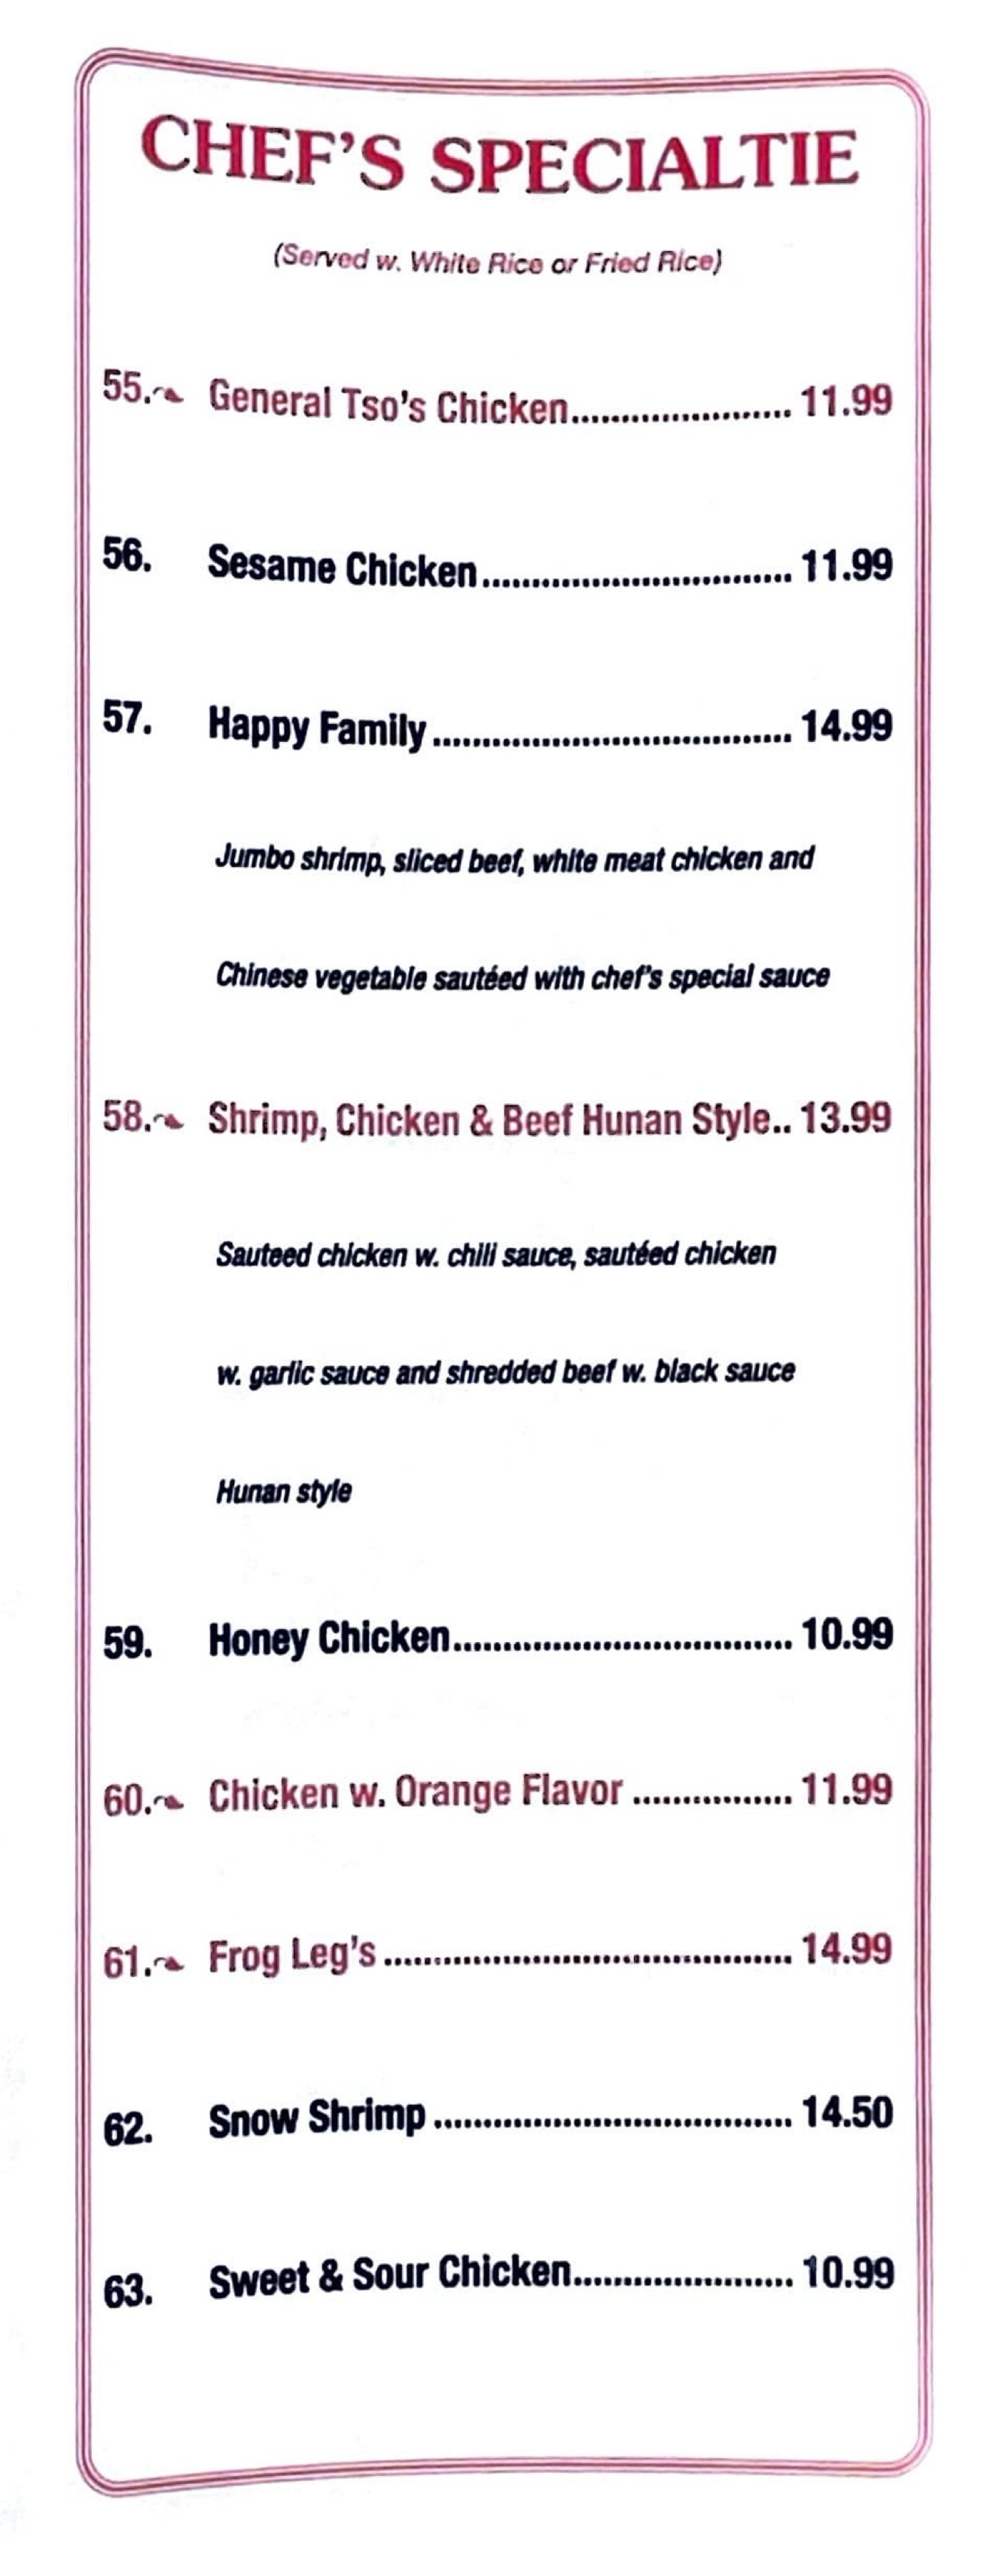 CHEF'S SPECIALTIE
(Served w. White Rice or Fried Rice)
55. General Tso's Chicken...................... 11.99
56. Sesame Chicken............................... 11.99
57. Happy Family.................................... 14.99
Jumbo shrimp, sliced beef, white meat chicken and
Chinese vegetable sautéed with chef's special sauce
58. Shrimp, Chicken & Beef Hunan Style.. 13.99
Sauteed chicken w. chili sauce, sautéed chicken
w. garlic sauce and shredded beef w. black sauce
Hunan style
59. Honey Chicken.................................. 10.99
60. Chicken w. Orange Flavor ................ 11.99
61. Frog Leg's ......................................... 14.99
62. Snow Shrimp .................................... 14.50
63. Sweet & Sour Chicken...................... 10.99